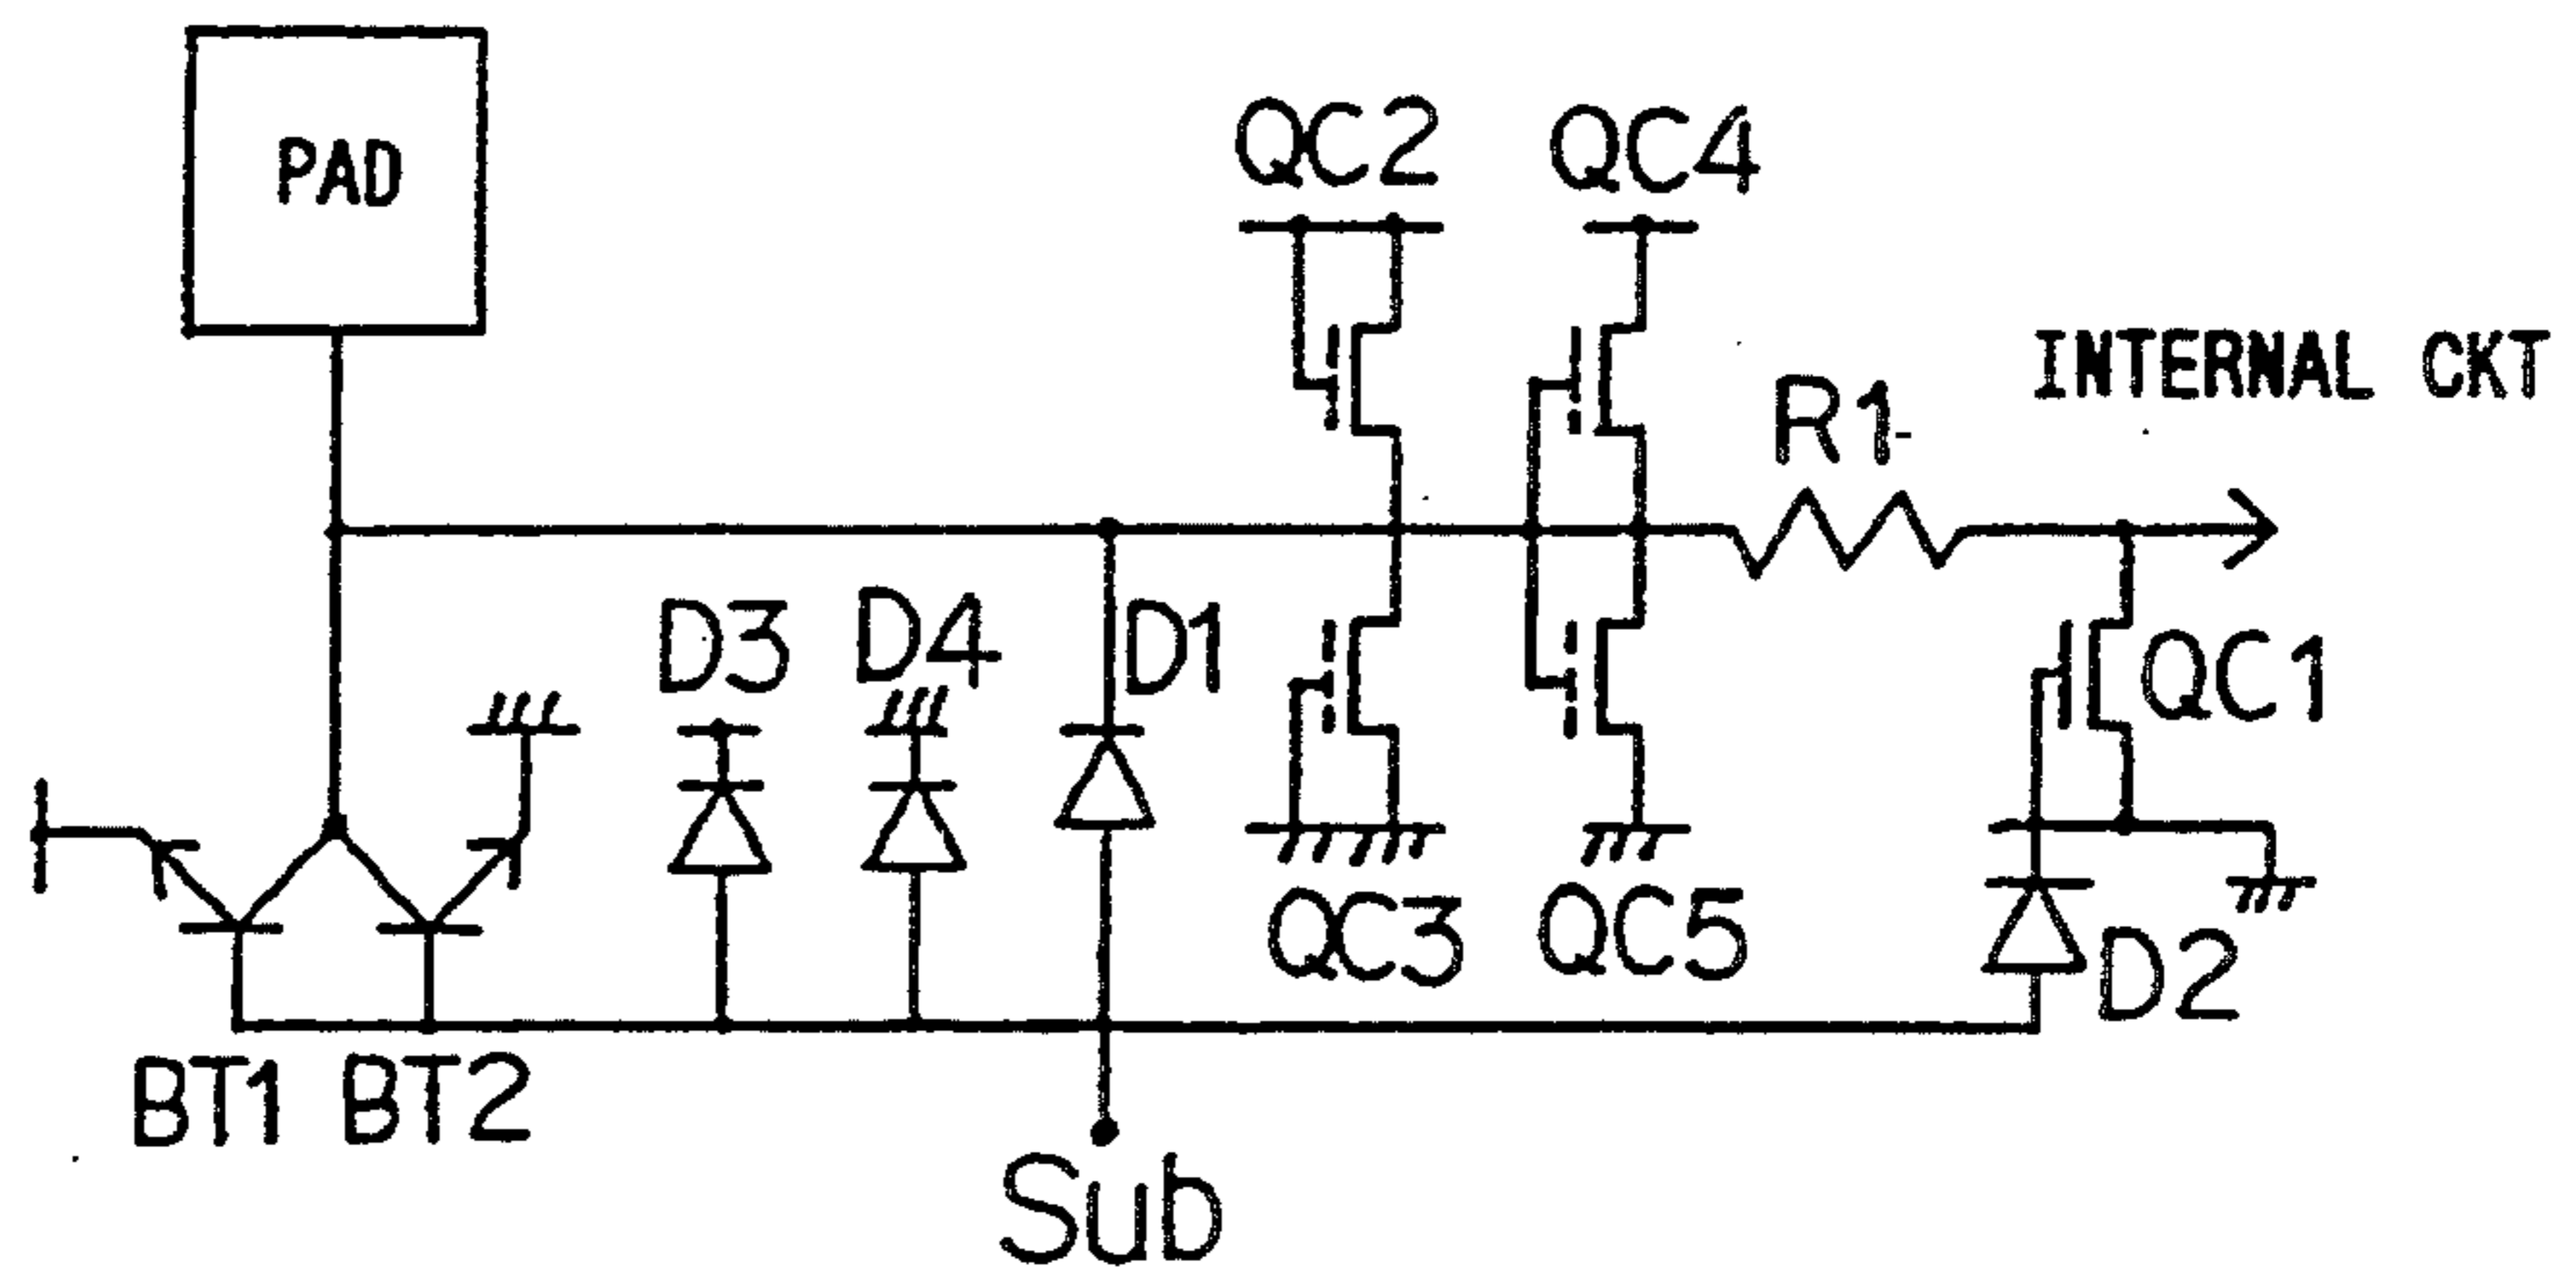 PAD
QC2 QC4
INTERNAL CKT
R1
D3 D4 D1
QC1
QC3 QC5
D2
BT1 BT2
Sub